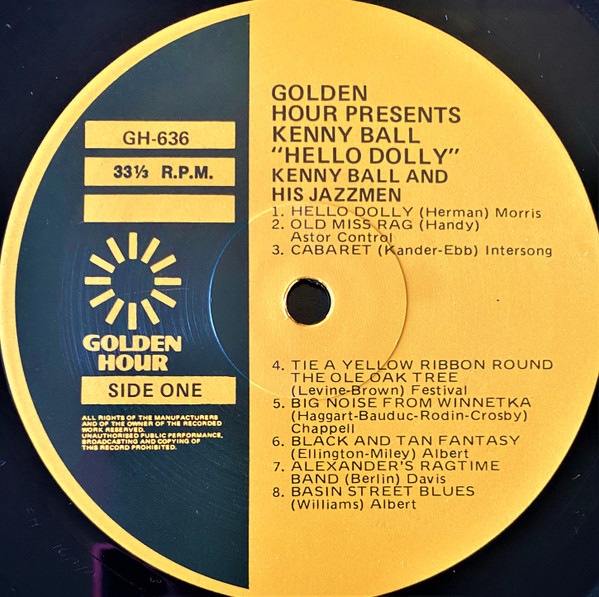 GH-636
33⅓ R.P.M.
GOLDEN
HOUR
SIDE ONE
ALL RIGHTS OF THE MANUFACTURERS
AND OF THE OWNER OF THE RECORDED
WORK RESERVED.
UNAUTHORISED PUBLIC PERFORMANCE,
BROADCASTING AND COPYING OF
THIS RECORD PROHIBITED.
GOLDEN
HOUR PRESENTS
KENNY BALL
"HELLO DOLLY"
KENNY BALL AND
HIS JAZZMEN
1. HELLO DOLLY (Herman) Morris
2. OLD MISS RAG (Handy)
Astor Control
3. CABARET (Kander-Ebb) Intersong
4. TIE A YELLOW RIBBON ROUND
THE OLE OAK TREE
(Levine-Brown) Festival
5. BIG NOISE FROM WINNETKA
(Haggart-Bauduc-Rodin-Crosby)
Chappell
6. BLACK AND TAN FANTASY
(Ellington-Miley) Albert
7. ALEXANDER'S RAGTIME
BAND (Berlin) Davis
8. BASIN STREET BLUES
(Williams) Albert